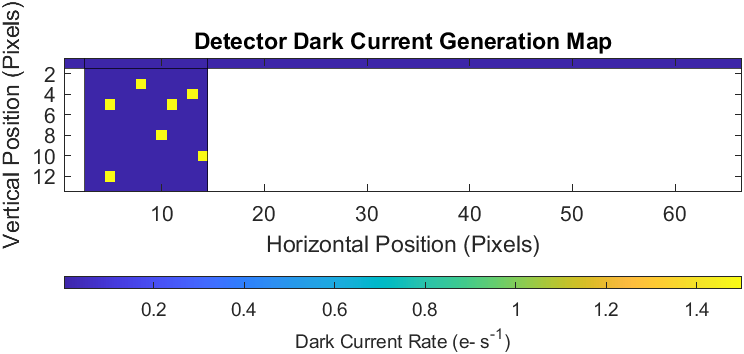 Detector Dark Current Generation Map
Vertical Position (Pixels)
2
4
6
8
10
12
10 20 30 40 50 60
Horizontal Position (Pixels)
0.2 0.4 0.6 0.8 1 1.2 1.4
Dark Current Rate (e- s⁻¹)